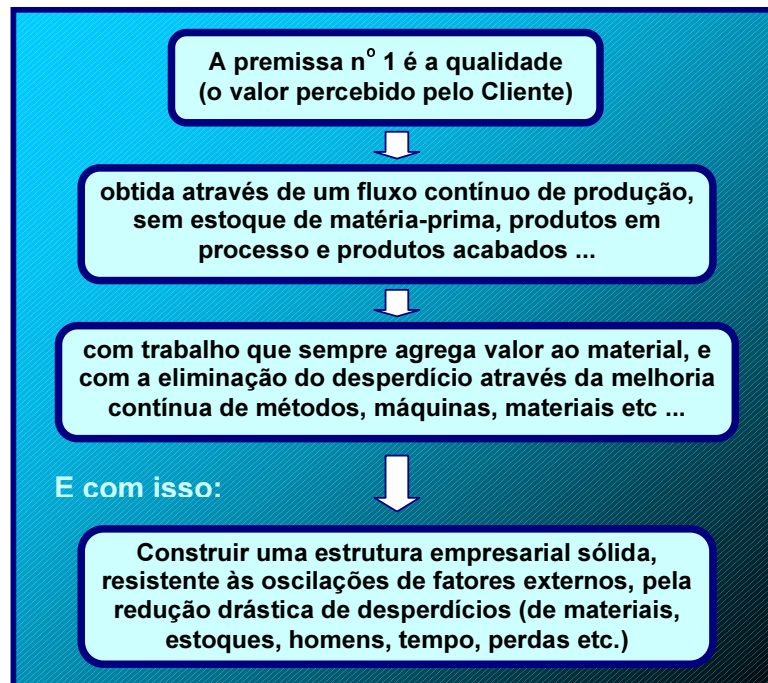 A premissa nº 1 é a qualidade
(o valor percebido pelo Cliente)
obtida através de um fluxo contínuo de produção,
sem estoque de matéria-prima, produtos em
processo e produtos acabados ...
com trabalho que sempre agrega valor ao material, e
com a eliminação do desperdício através da melhoria
contínua de métodos, máquinas, materiais etc ...
E com isso:
Construir uma estrutura empresarial sólida,
resistente às oscilações de fatores externos, pela
redução drástica de desperdícios (de materiais,
estoques, homens, tempo, perdas etc.)